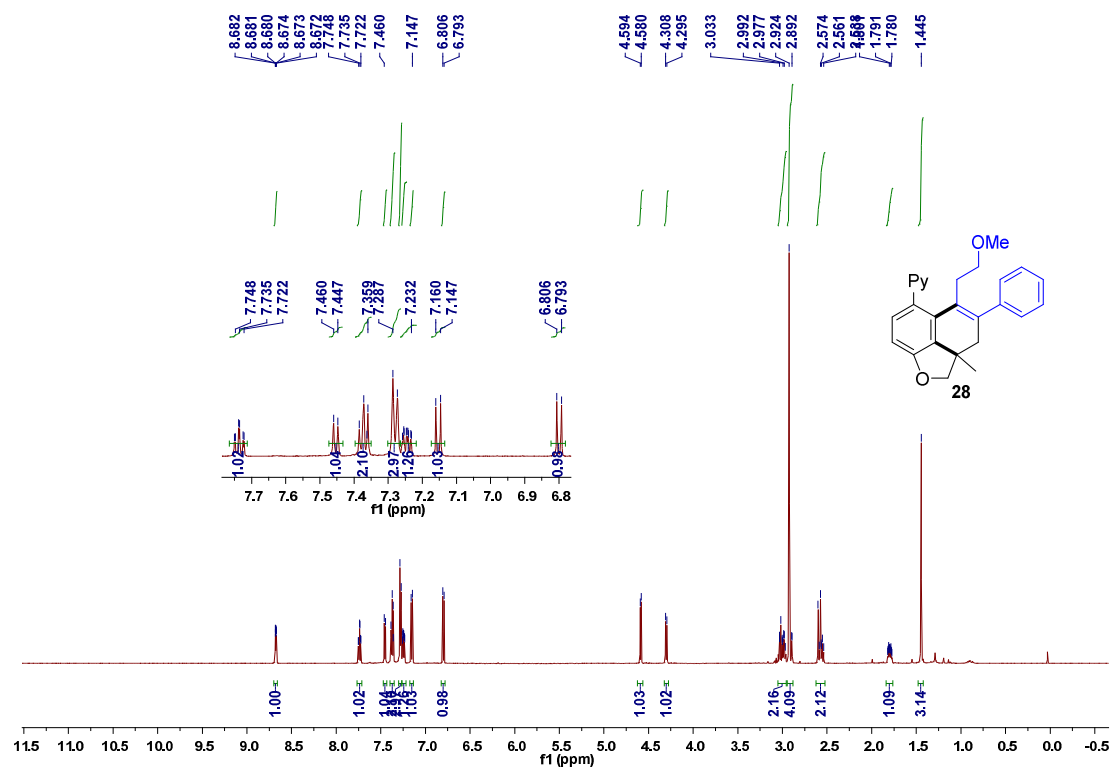 8.682 8.681 8.680 8.674 8.673 8.672 7.748 7.735 7.722 7.460 7.147 6.806 6.793 4.594 4.580 4.308 4.295 3.033 2.992 2.977 2.924 2.892 2.574 2.561 1.791 1.780 1.445
OMe
Py
O
28
7.748 7.735 7.722 7.460 7.447 7.359 7.287 7.232 7.160 7.147 6.806 6.793
1.02 1.04 2.10 2.97 1.26 1.03 0.98
7.7 7.6 7.5 7.4 7.3 7.2 7.1 7.0 6.9 6.8
f1 (ppm)
1.00 1.02 1.04 1.26 1.03 0.98 1.03 1.02 2.16 4.09 2.12 1.09 3.14
11.5 11.0 10.5 10.0 9.5 9.0 8.5 8.0 7.5 7.0 6.5 6.0 5.5 5.0 4.5 4.0 3.5 3.0 2.5 2.0 1.5 1.0 0.5 0.0 -0.5
f1 (ppm)